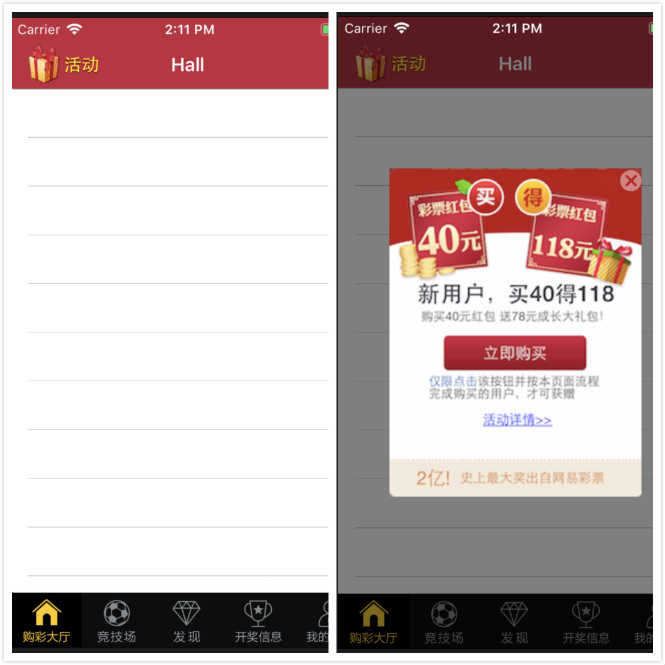 Carrier 2:11 PM
活动 Hall
购彩大厅 竞技场 发现 开奖信息 我的
Carrier 2:11 PM
活动 Hall
买 得
彩票红包 彩票红包
40元 118元
新用户，买40得118
购买40元红包 送78元成长大礼包!
立即购买
仅限点击该按钮并按本页面流程
完成购买的用户，才可获赠
活动详情>>
2亿! 史上最大奖出自网易彩票
购彩大厅 竞技场 发现 开奖信息 我的